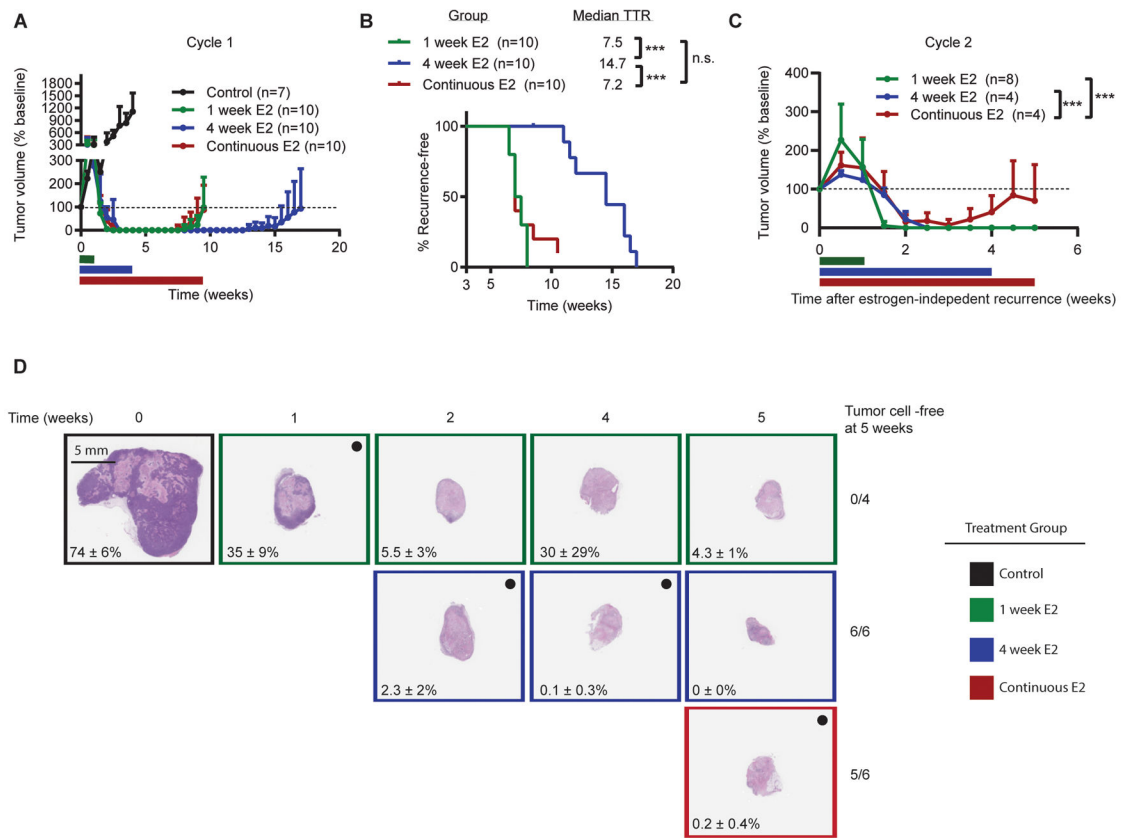 A
Cycle 1
Tumor volume (% baseline)
1800
1500
1200
900
600
300
300
200
100
0
Control (n=7)
1 week E2 (n=10)
4 week E2 (n=10)
Continuous E2 (n=10)
0 5 10 15 20
Time (weeks)
B
Group Median TTR
1 week E2 (n=10) 7.5
4 week E2 (n=10) 14.7
Continuous E2 (n=10) 7.2
***
***
n.s.
% Recurrence-free
100
50
0
3 5 10 15 20
Time (weeks)
C
Cycle 2
Tumor volume (% baseline)
400
300
200
100
0
1 week E2 (n=8)
4 week E2 (n=4)
Continuous E2 (n=4)
***
***
0 2 4 6
Time after estrogen-indepedent recurrence (weeks)
D
Time (weeks) 0 1 2 4 5 Tumor cell -free
at 5 weeks
5 mm
74 ± 6% 35 ± 9% 5.5 ± 3% 30 ± 29% 4.3 ± 1%
0/4
2.3 ± 2% 0.1 ± 0.3% 0 ± 0%
6/6
0.2 ± 0.4%
5/6
Treatment Group
Control
1 week E2
4 week E2
Continuous E2